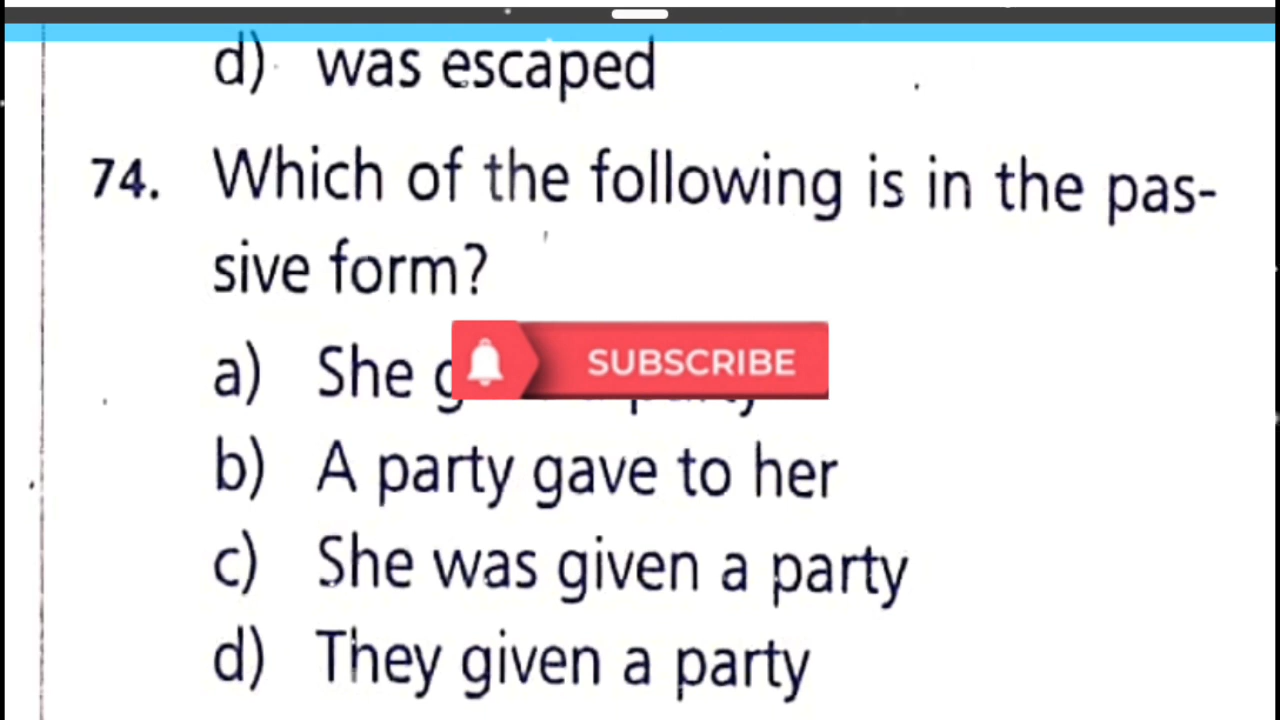 d) was escaped
74. Which of the following is in the pas-
sive form?
a) She
SUBSCRIBE
b) A party gave to her
c) She was given a party
d) They given a party